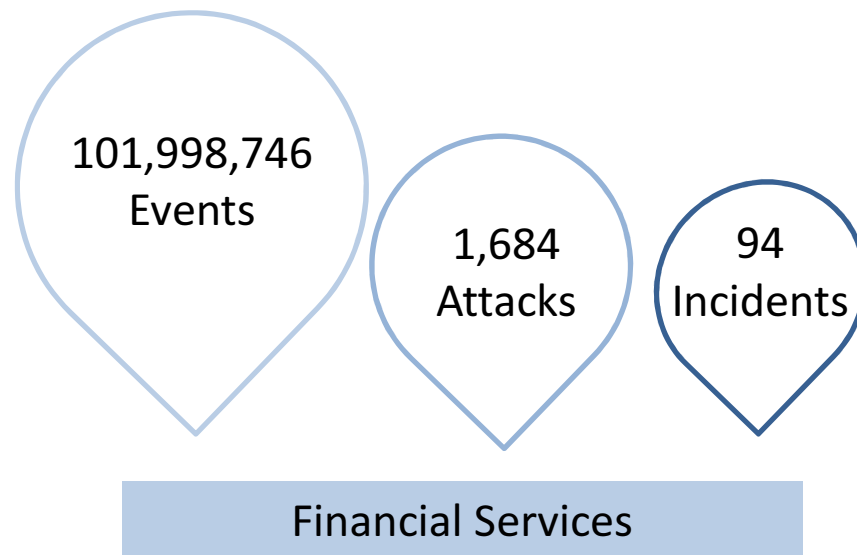 101,998,746
Events
1,684
Attacks
94
Incidents
Financial Services